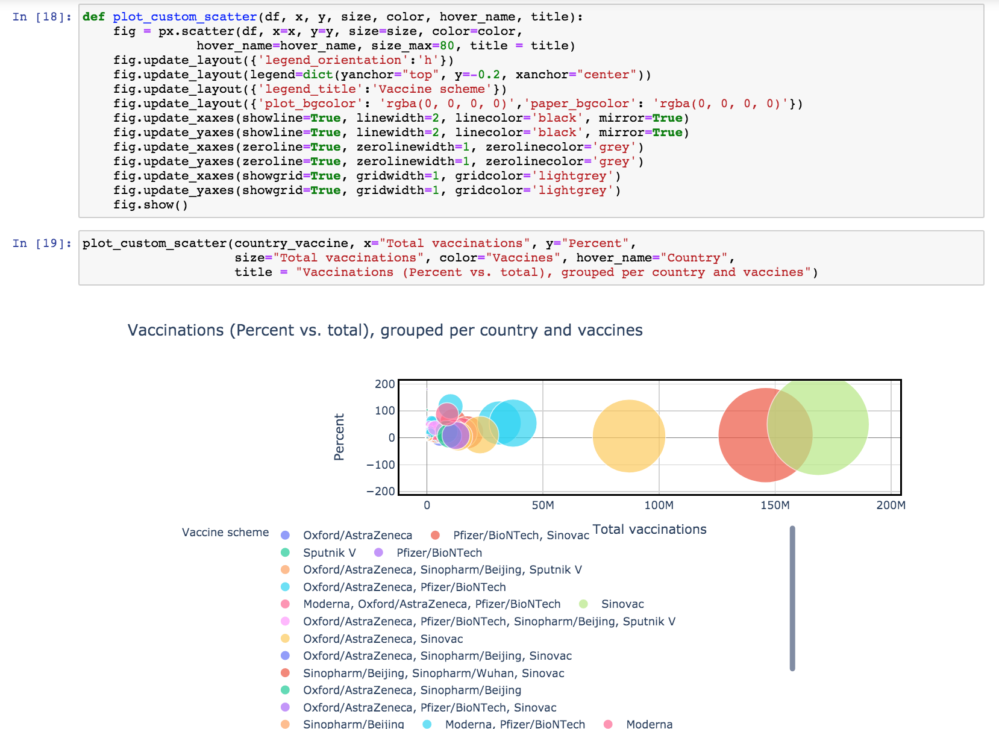 In [18]: def plot_custom_scatter(df, x, y, size, color, hover_name, title):
    fig = px.scatter(df, x=x, y=y, size=size, color=color,
               hover_name=hover_name, size_max=80, title = title)
    fig.update_layout({'legend_orientation':'h'})
    fig.update_layout(legend=dict(yanchor="top", y=-0.2, xanchor="center"))
    fig.update_layout({'legend_title':'Vaccine scheme'})
    fig.update_layout({'plot_bgcolor': 'rgba(0, 0, 0, 0)','paper_bgcolor': 'rgba(0, 0, 0, 0)'})
    fig.update_xaxes(showline=True, linewidth=2, linecolor='black', mirror=True)
    fig.update_yaxes(showline=True, linewidth=2, linecolor='black', mirror=True)
    fig.update_xaxes(zeroline=True, zerolinewidth=1, zerolinecolor='grey')
    fig.update_yaxes(zeroline=True, zerolinewidth=1, zerolinecolor='grey')
    fig.update_xaxes(showgrid=True, gridwidth=1, gridcolor='lightgrey')
    fig.update_yaxes(showgrid=True, gridwidth=1, gridcolor='lightgrey')
    fig.show()
In [19]: plot_custom_scatter(country_vaccine, x="Total vaccinations", y="Percent",
                    size="Total vaccinations", color="Vaccines", hover_name="Country",
                    title = "Vaccinations (Percent vs. total), grouped per country and vaccines")
Vaccinations (Percent vs. total), grouped per country and vaccines
200
100
Percent
0
−100
−200
0 50M 100M 150M 200M
Total vaccinations
Vaccine scheme
Oxford/AstraZeneca Pfizer/BioNTech, Sinovac
Sputnik V Pfizer/BioNTech
Oxford/AstraZeneca, Sinopharm/Beijing, Sputnik V
Oxford/AstraZeneca, Pfizer/BioNTech
Moderna, Oxford/AstraZeneca, Pfizer/BioNTech Sinovac
Oxford/AstraZeneca, Pfizer/BioNTech, Sinopharm/Beijing, Sputnik V
Oxford/AstraZeneca, Sinovac
Oxford/AstraZeneca, Sinopharm/Beijing, Sinovac
Sinopharm/Beijing, Sinopharm/Wuhan, Sinovac
Oxford/AstraZeneca, Sinopharm/Beijing
Oxford/AstraZeneca, Pfizer/BioNTech, Sinovac
Sinopharm/Beijing Moderna, Pfizer/BioNTech Moderna